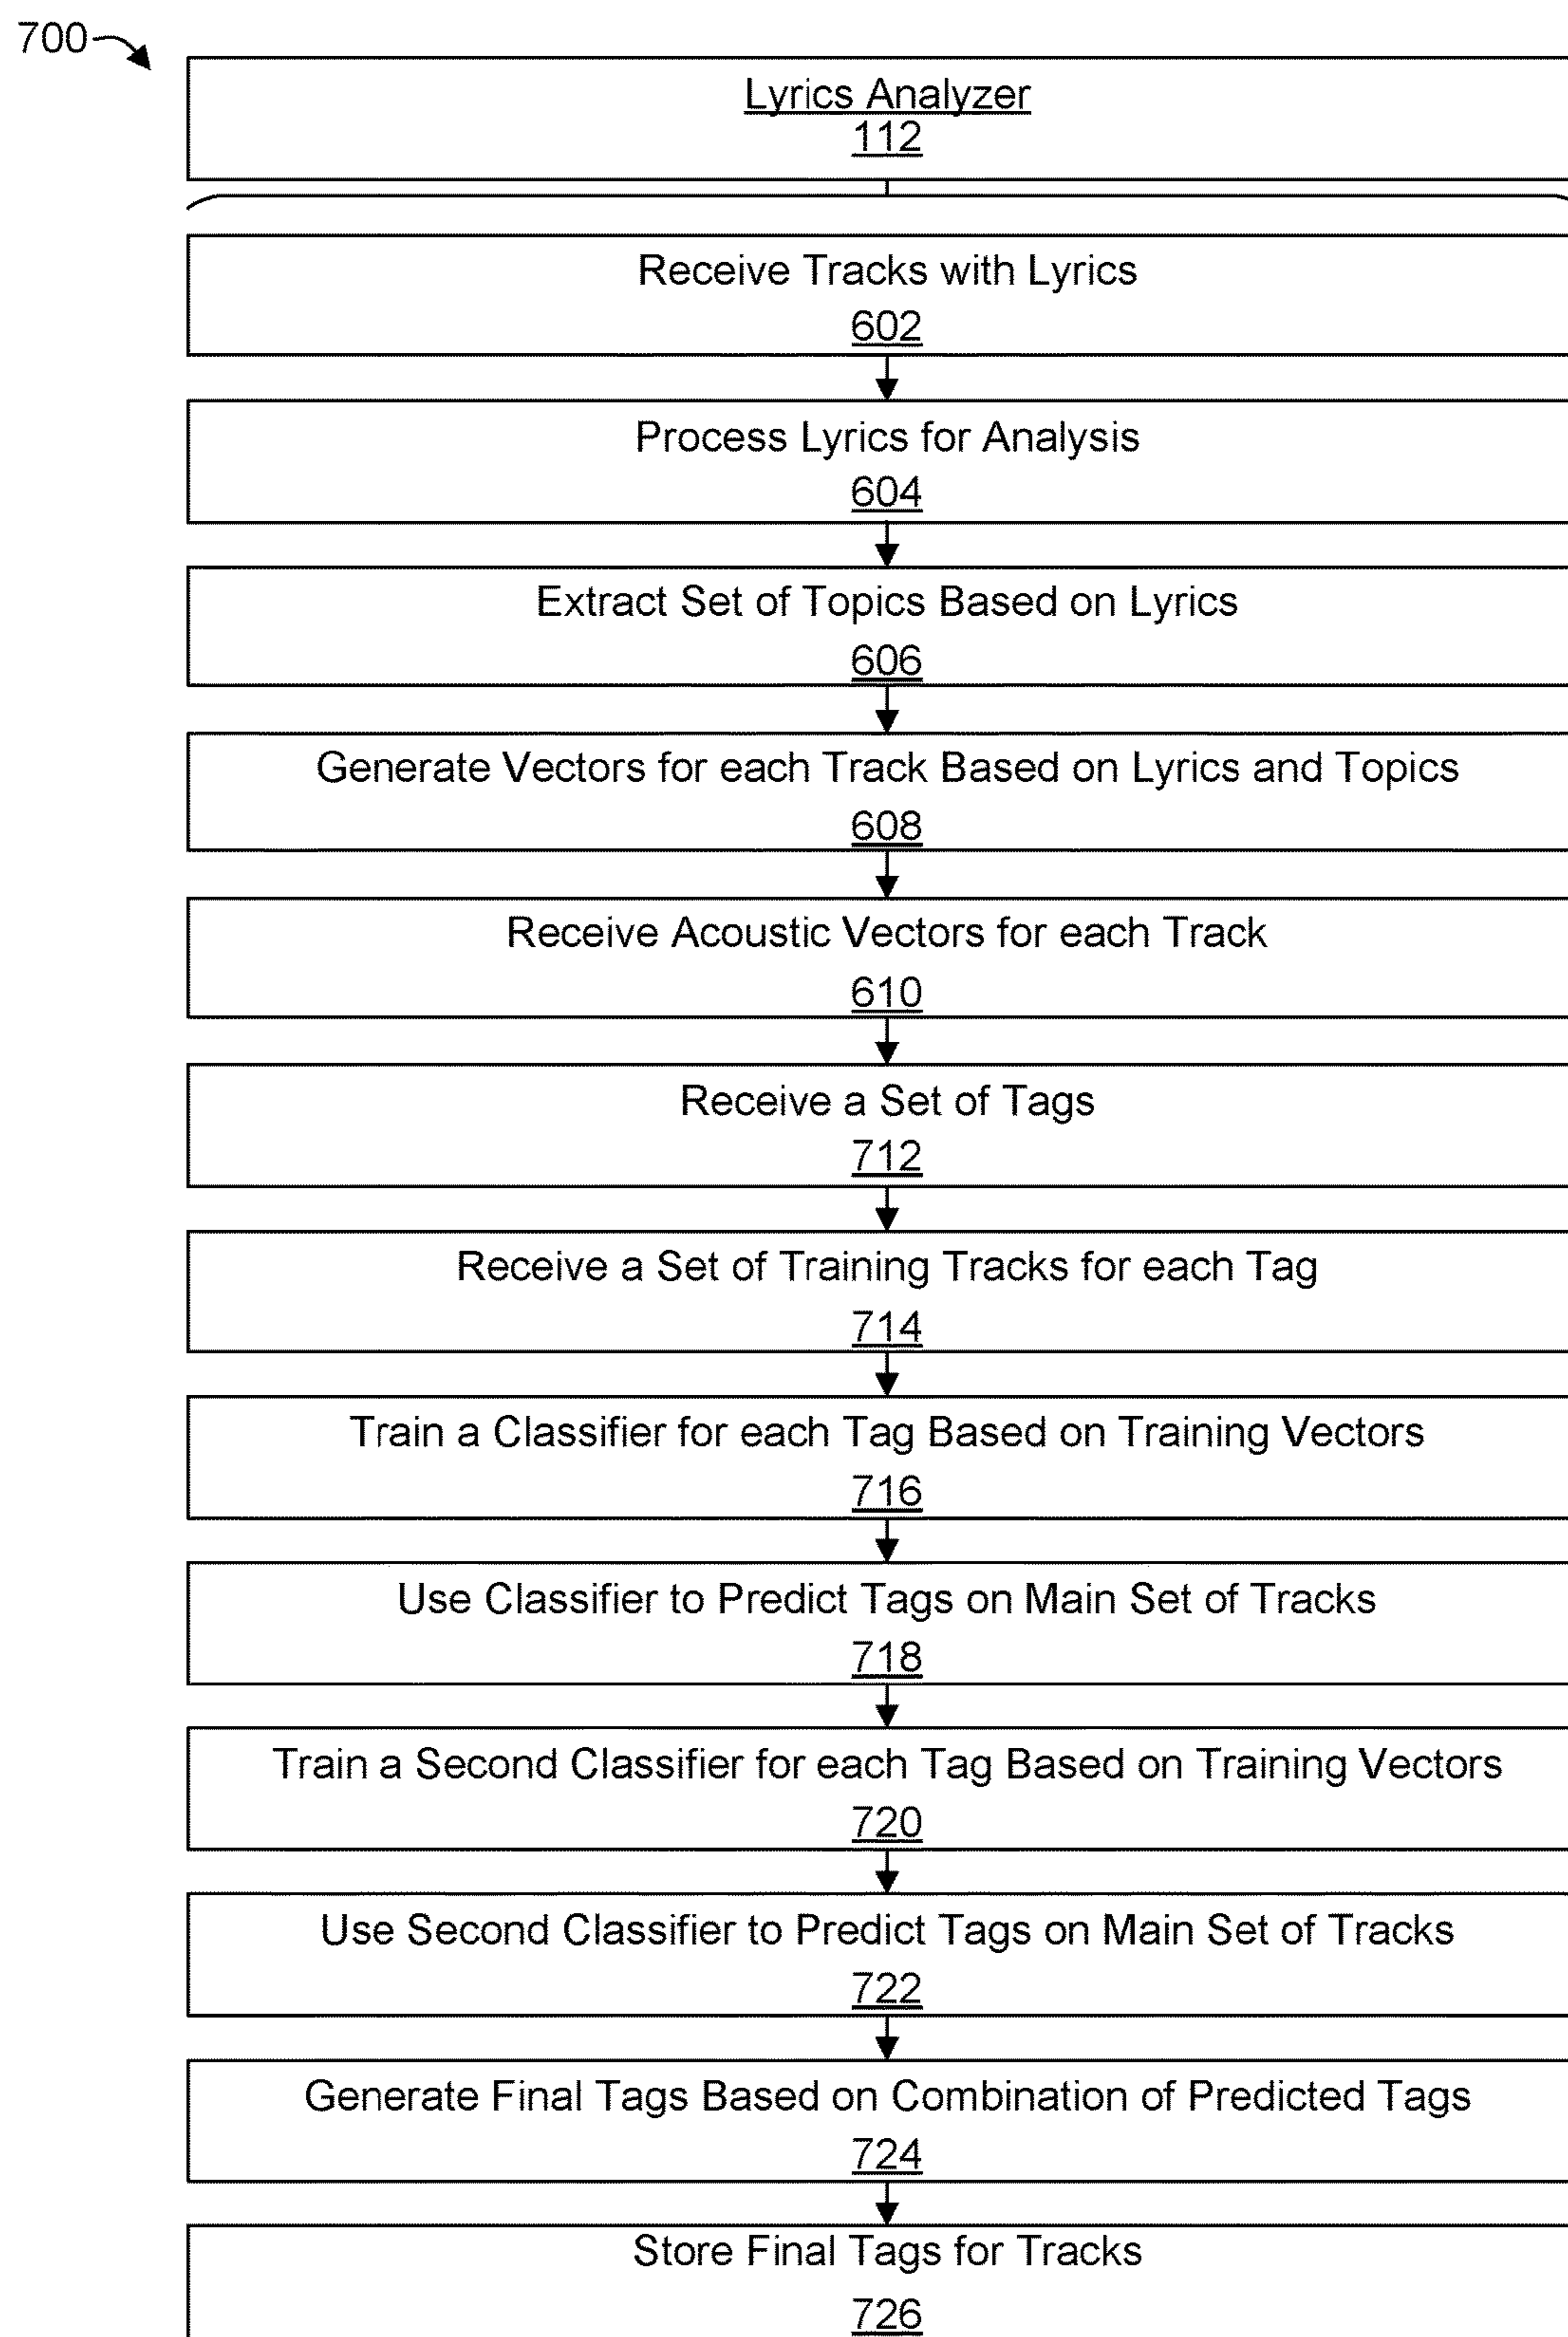 700
Lyrics Analyzer
112
Receive Tracks with Lyrics
602
Process Lyrics for Analysis
604
Extract Set of Topics Based on Lyrics
606
Generate Vectors for each Track Based on Lyrics and Topics
608
Receive Acoustic Vectors for each Track
610
Receive a Set of Tags
712
Receive a Set of Training Tracks for each Tag
714
Train a Classifier for each Tag Based on Training Vectors
716
Use Classifier to Predict Tags on Main Set of Tracks
718
Train a Second Classifier for each Tag Based on Training Vectors
720
Use Second Classifier to Predict Tags on Main Set of Tracks
722
Generate Final Tags Based on Combination of Predicted Tags
724
Store Final Tags for Tracks
726